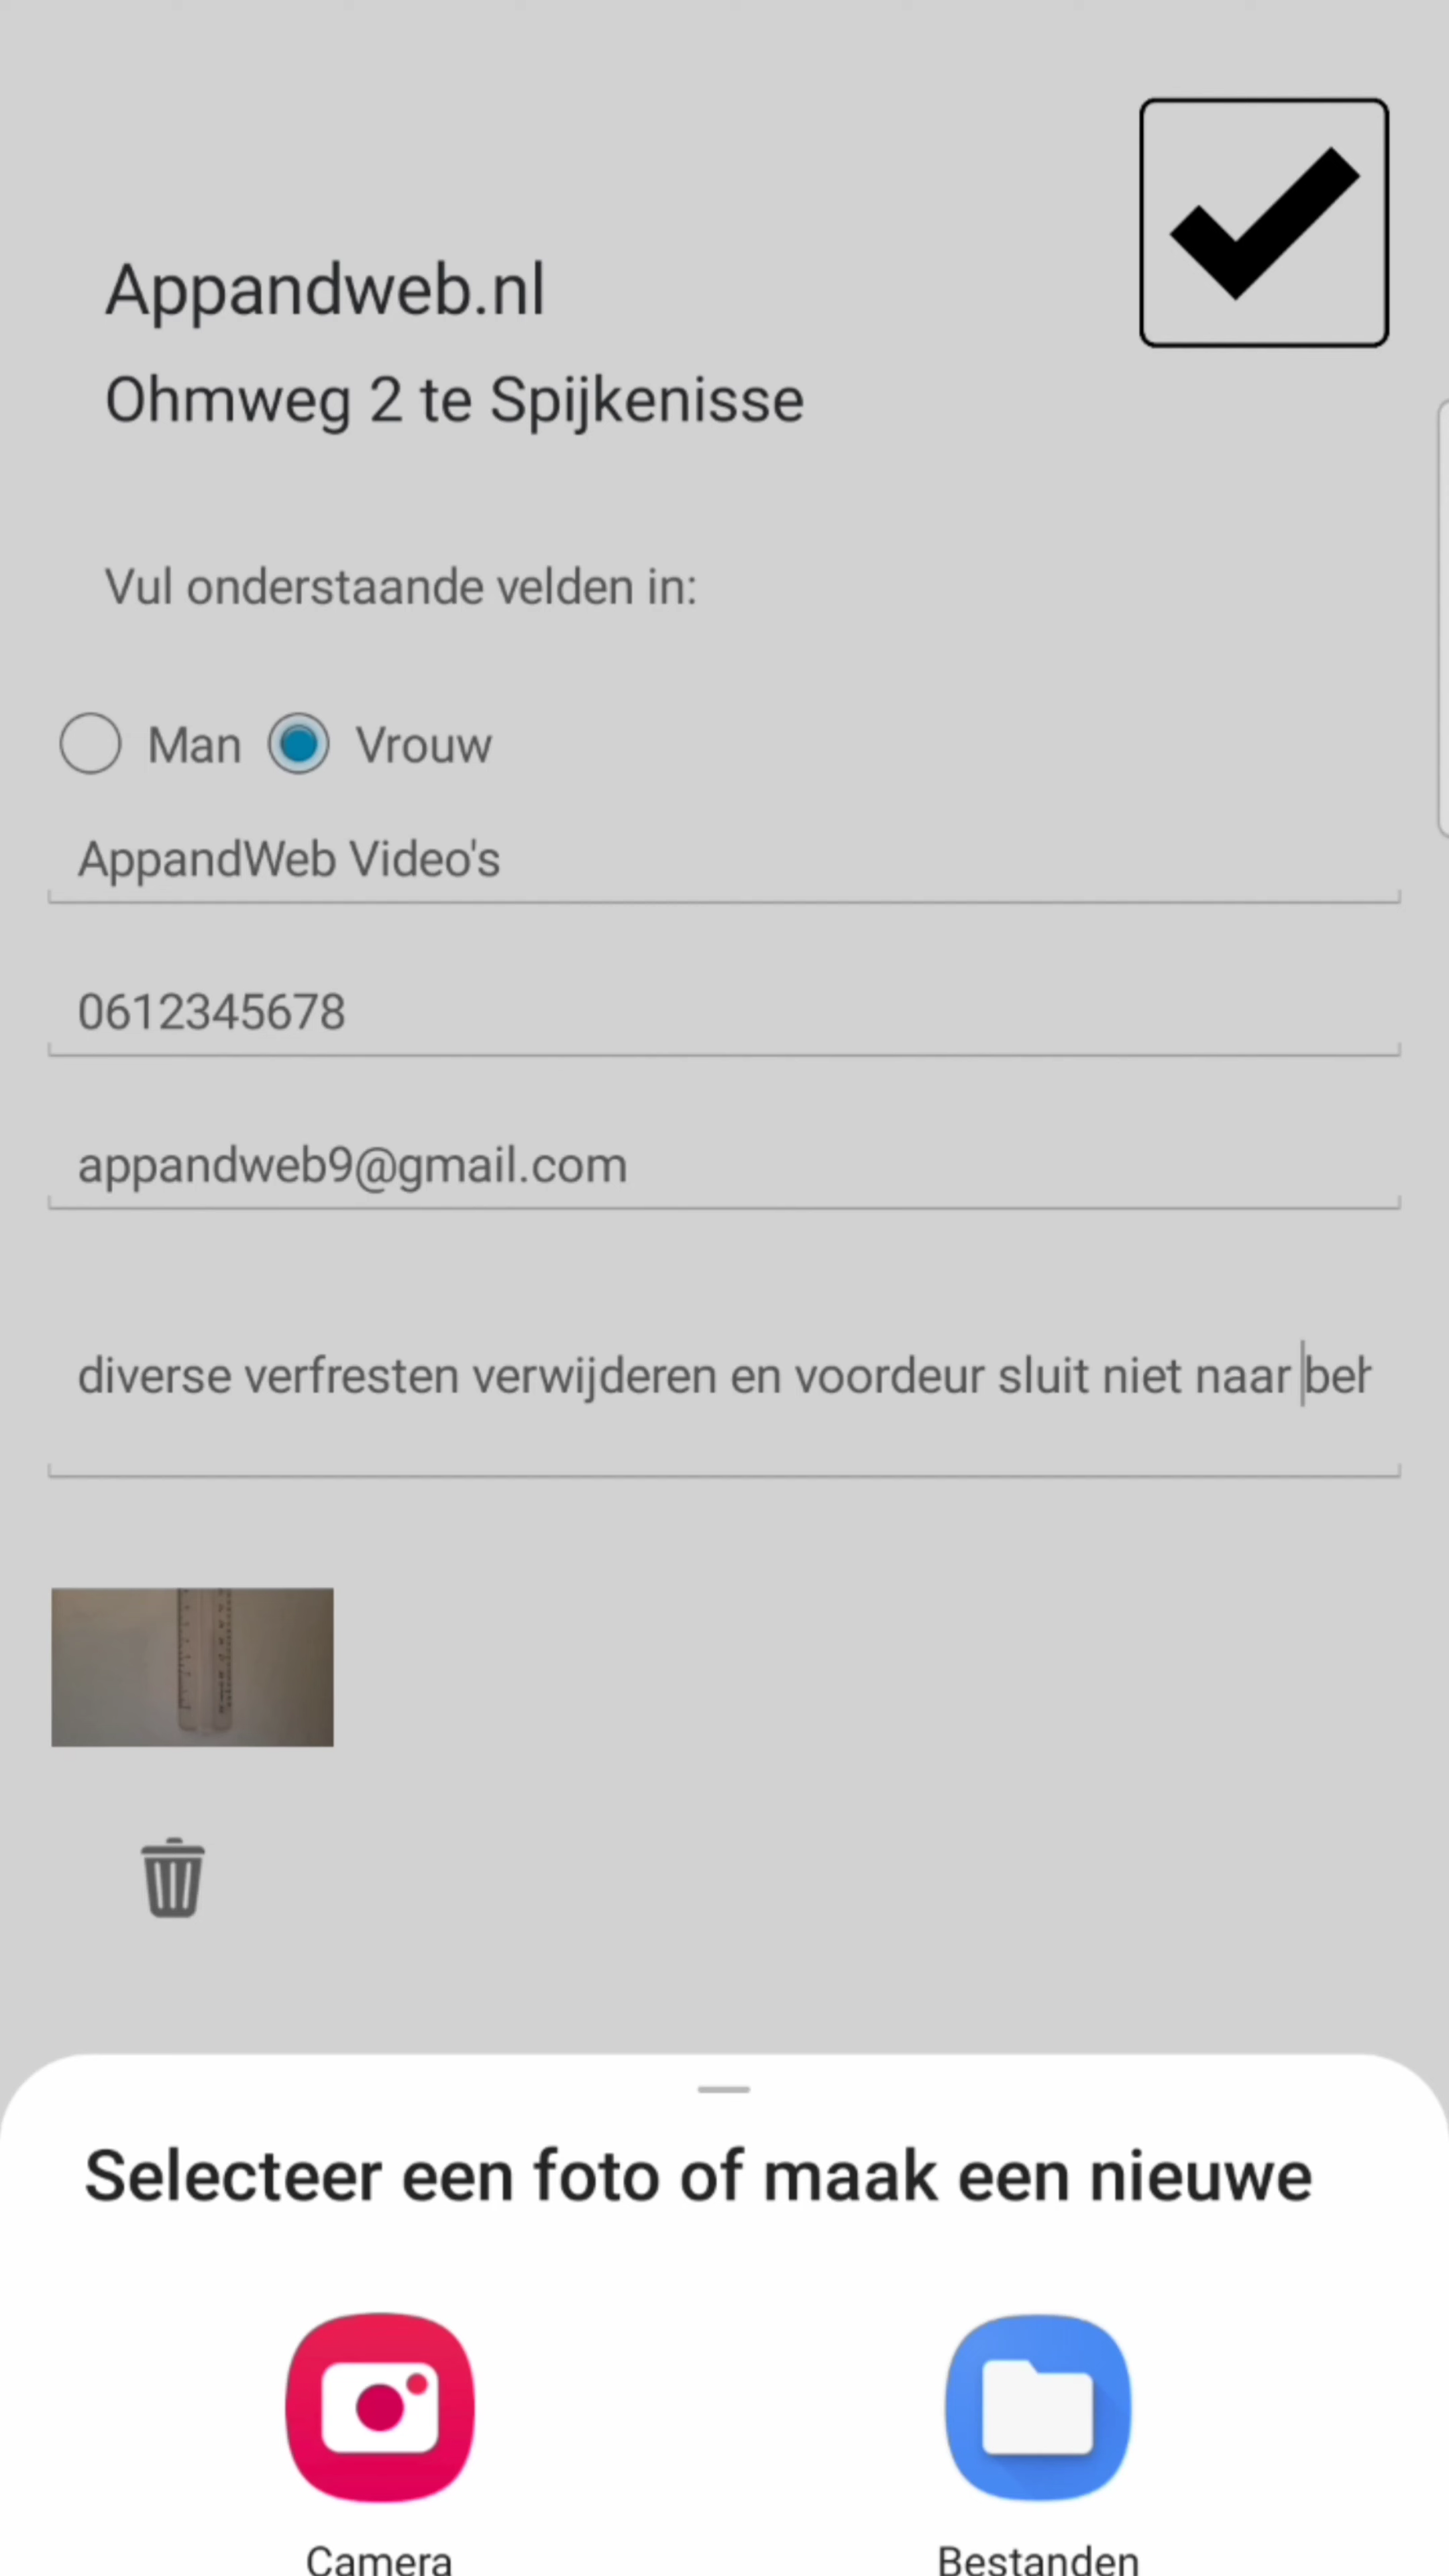 Appandweb.nl
Ohmweg 2 te Spijkenisse
Vul onderstaande velden in:
Man Vrouw
AppandWeb Video's
0612345678
appandweb9@gmail.com
diverse verfresten verwijderen en voordeur sluit niet naar
Selecteer een foto of maak een nieuwe
Camera Bestanden